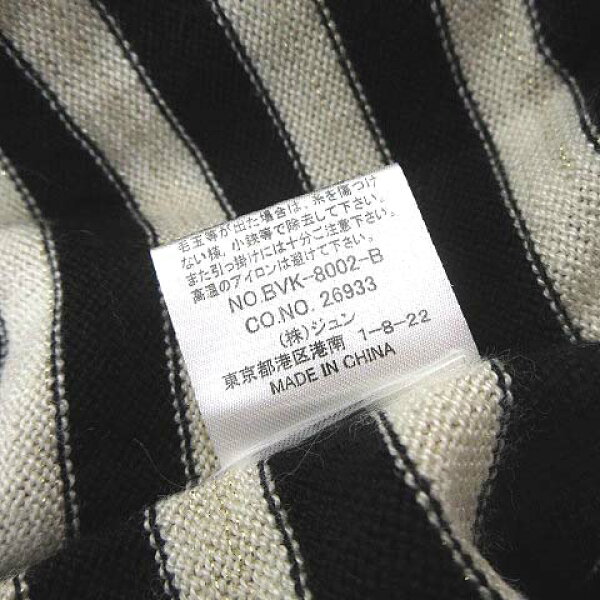 毛玉等が出た場合は、糸を傷つけ
ない様、小鋏等で除去して下さい。
また引っ掛けには十分ご注意下さい。
高温のアイロンは避けて下さい。
NO.BVK-8002-B
CO.NO. 26933
(株)ジュン
東京都港区港南 1-8-22
MADE IN CHINA